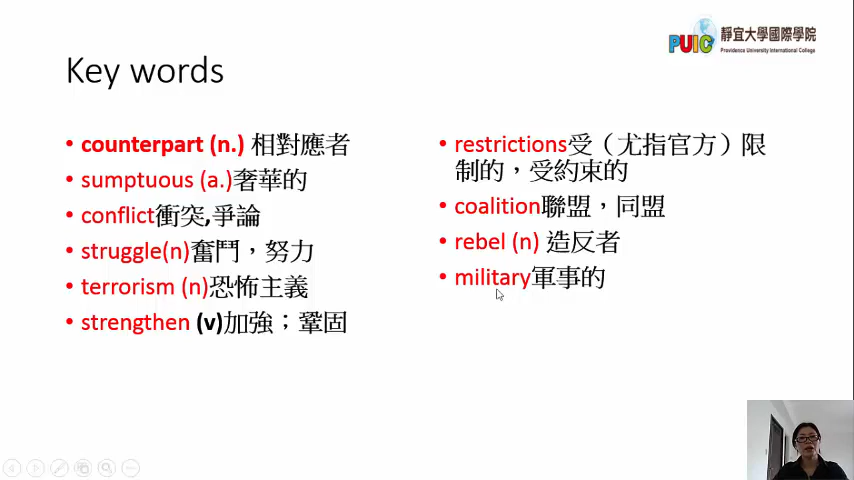 PUIC 靜宜大學國際學院
Providence University International College
Key words
• counterpart (n.) 相對應者
• sumptuous (a.)奢華的
• conflict衝突,爭論
• struggle(n)奮鬥，努力
• terrorism (n)恐怖主義
• strengthen (v)加強；鞏固
• restrictions受（尤指官方）限
制的，受約束的
• coalition聯盟，同盟
• rebel (n) 造反者
• military軍事的